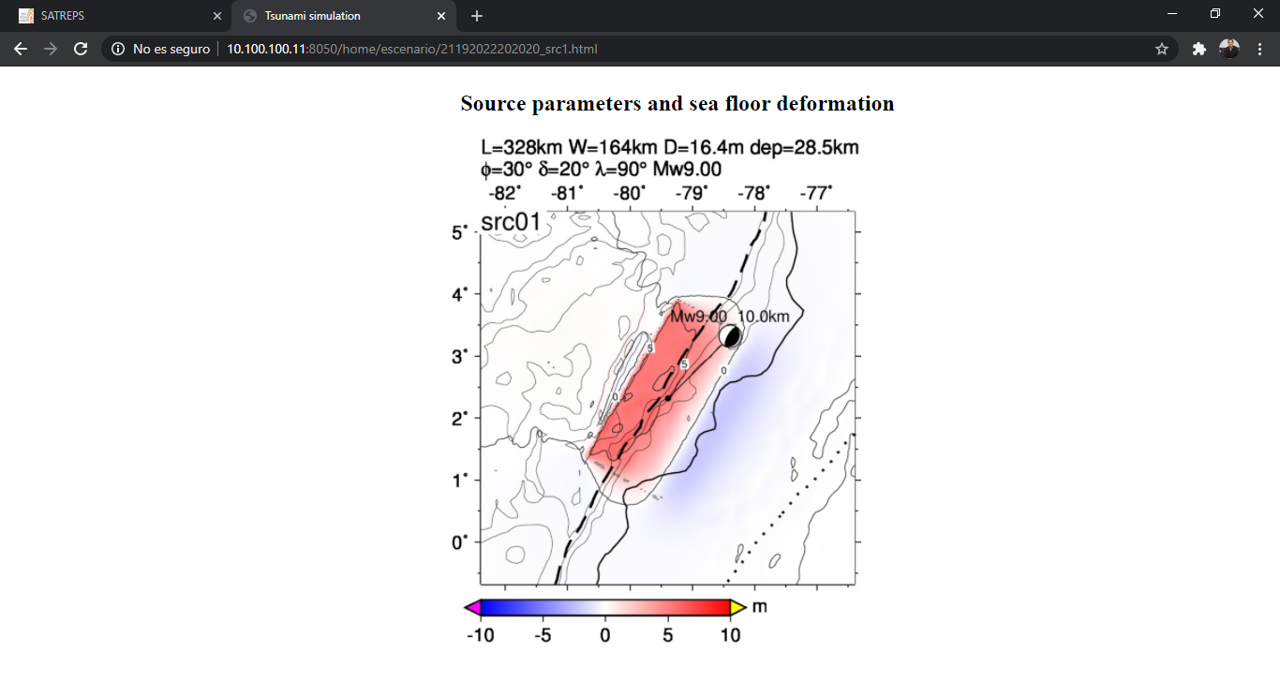 SATREPS
Tsunami simulation
No es seguro 10.100.100.11:8050/home/escenario/21192022202020_src1.html
Source parameters and sea floor deformation
L=328km W=164km D=16.4m dep=28.5km
ϕ=30° δ=20° λ=90° Mw9.00
-82° -81° -80° -79° -78° -77°
src01
5°
4°
Mw9.00 10.0km
3°
5
5
0
0
2°
1°
0°
m
-10 -5 0 5 10